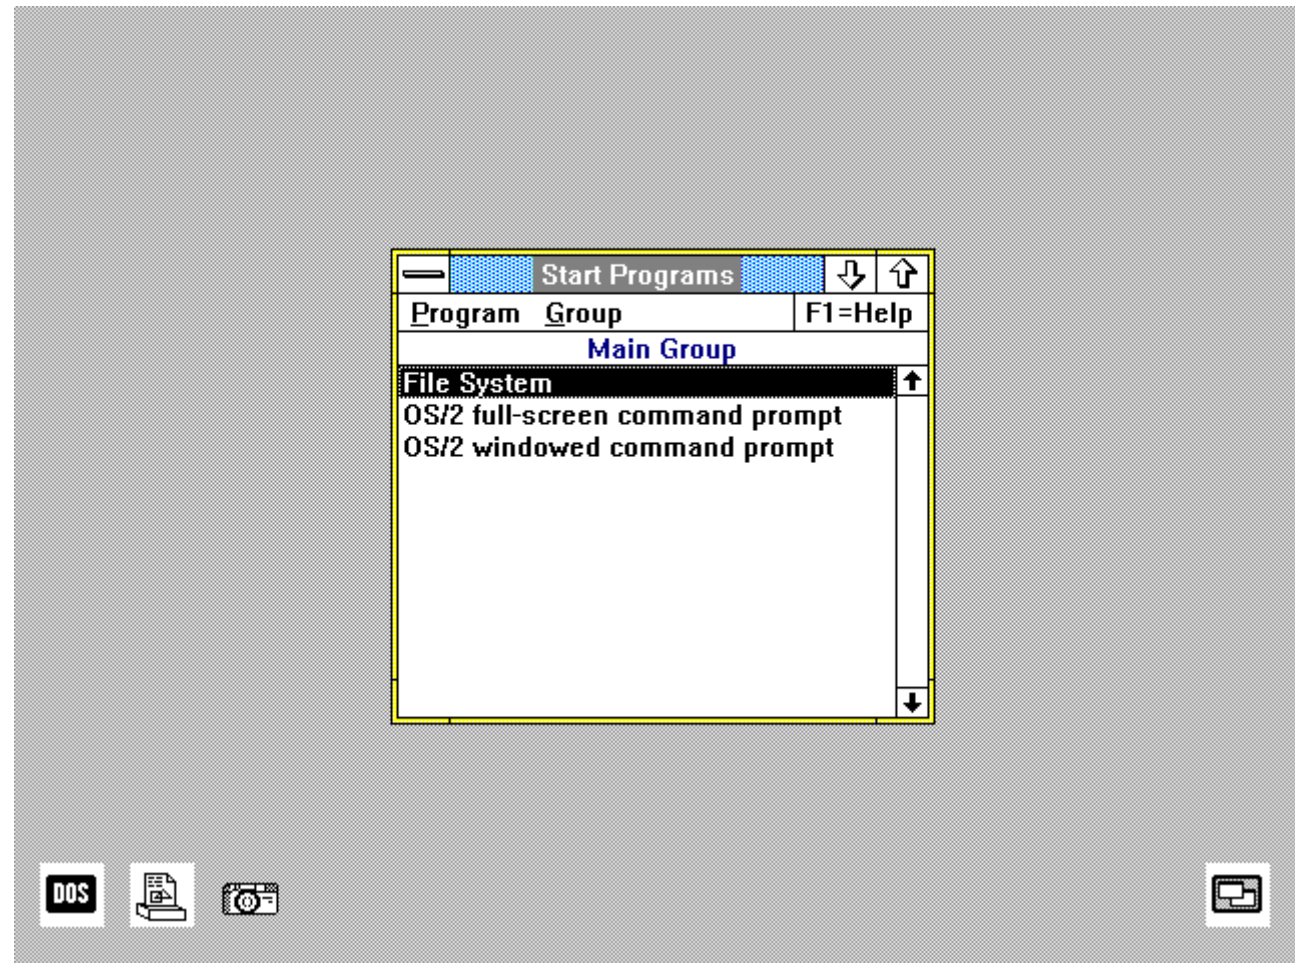 Start Programs
Program Group F1=Help
Main Group
File System
OS/2 full-screen command prompt
OS/2 windowed command prompt
DOS